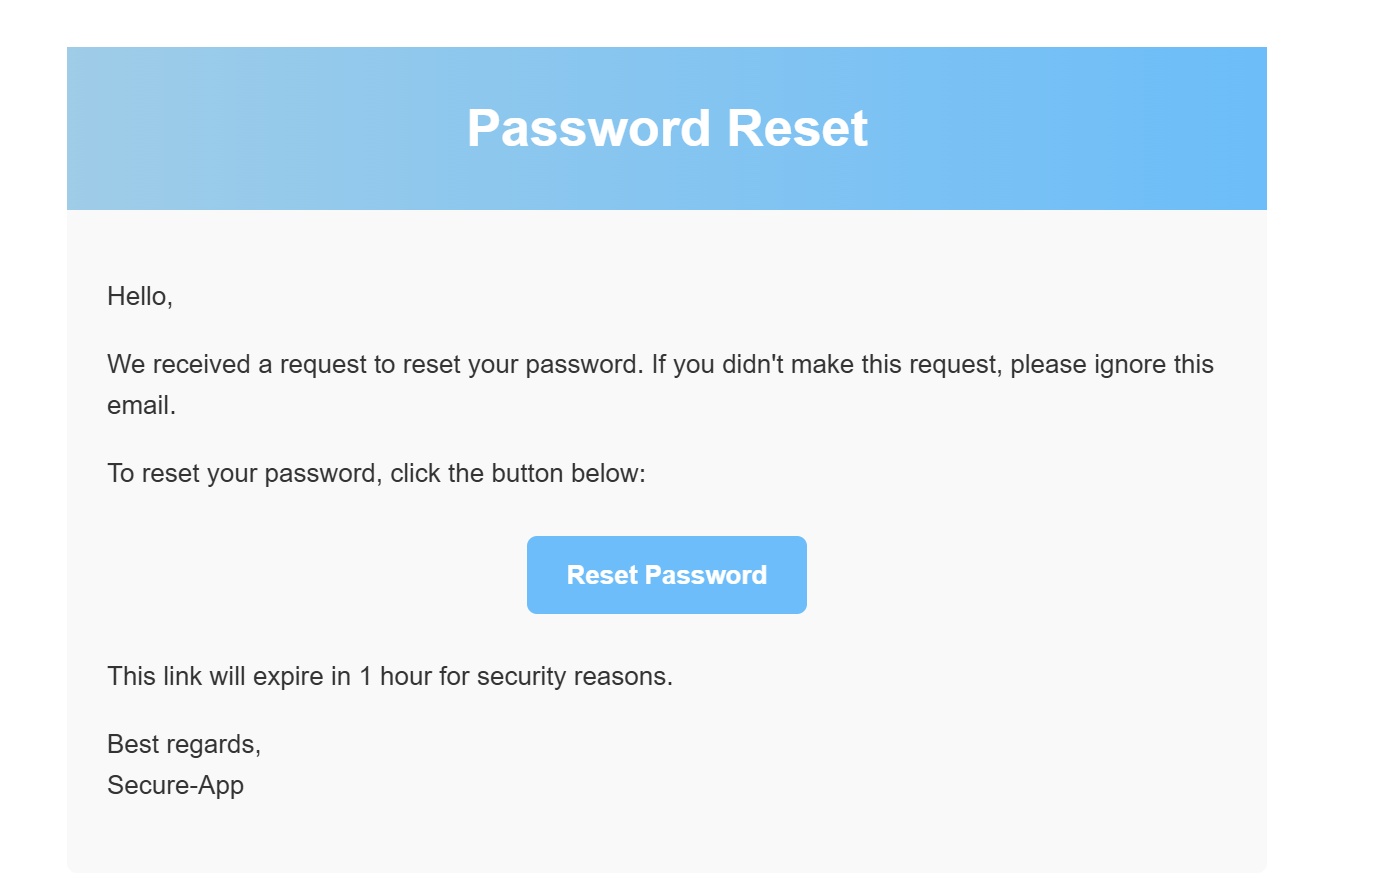 Password Reset
Hello,
We received a request to reset your password. If you didn't make this request, please ignore this
email.
To reset your password, click the button below:
Reset Password
This link will expire in 1 hour for security reasons.
Best regards,
Secure-App